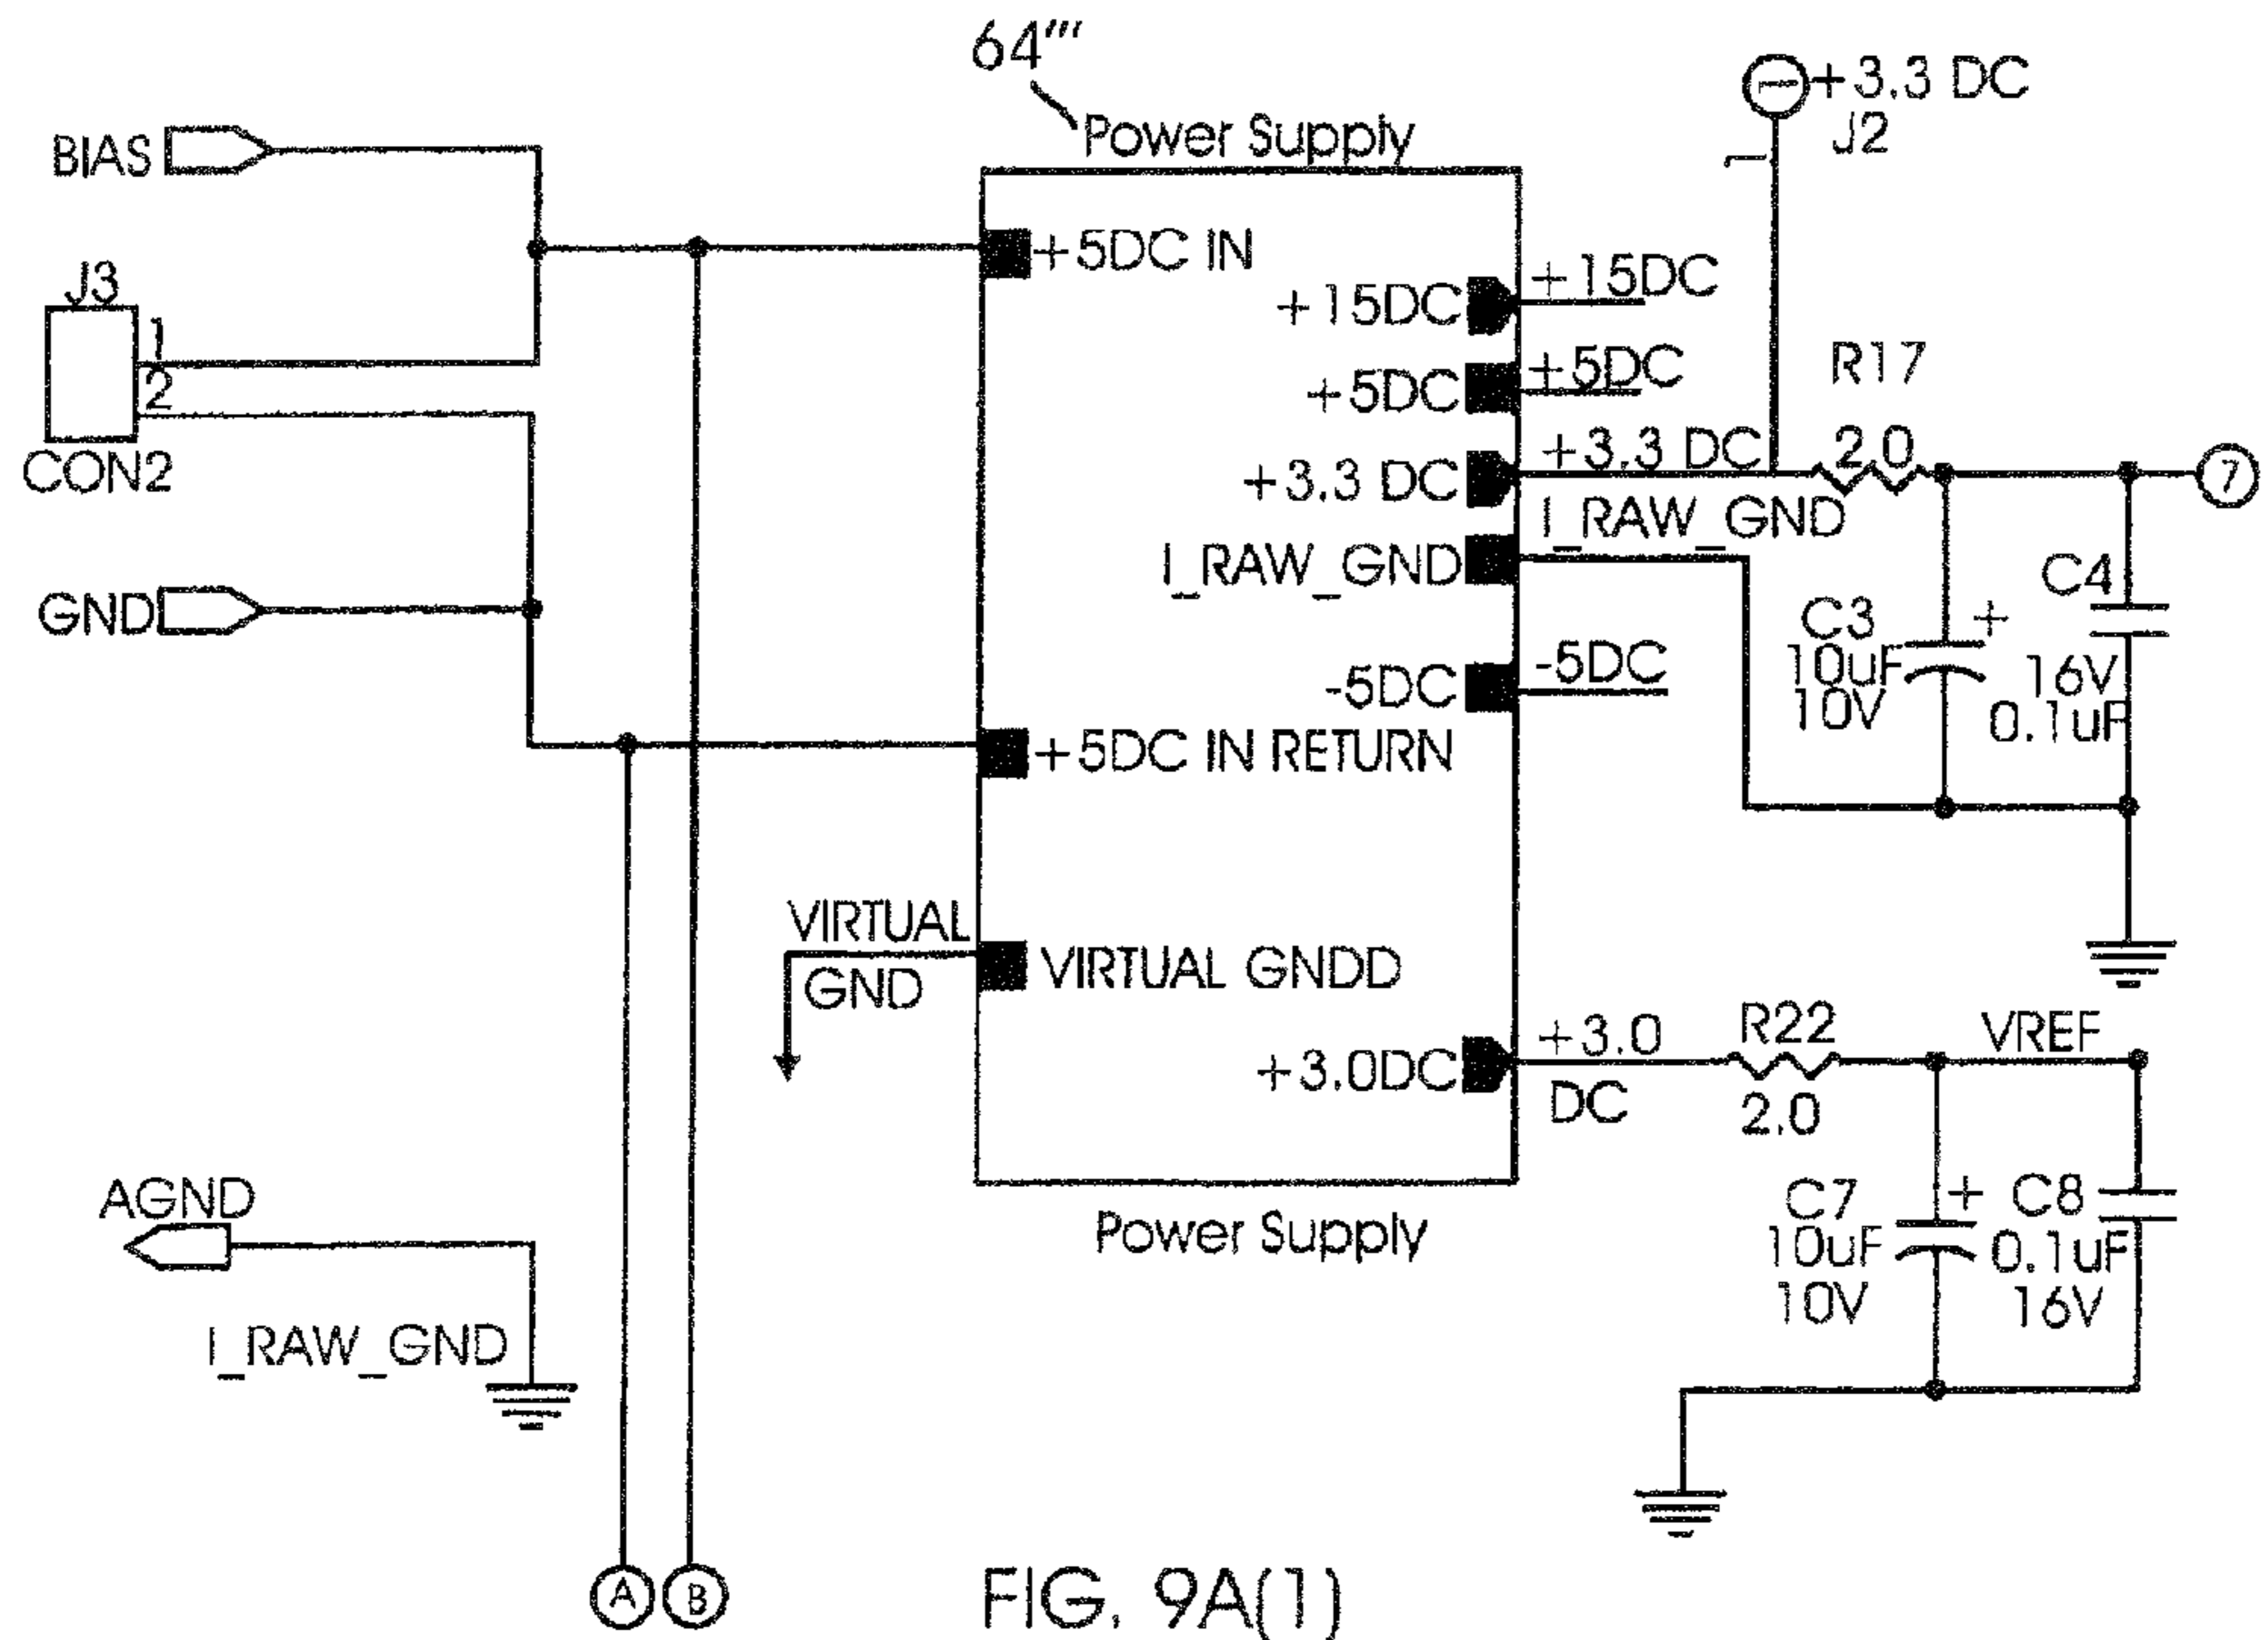 64'''
Power Supply
+3.3 DC
J2
1
BIAS
+5DC IN
J3
1
2
CON2
+15DC
+15DC
+5DC
+5DC
R17
2.0
+3.3 DC
+3.3 DC
7
I_RAW_GND
I_RAW_GND
GND
C3
10uF
10V
+
C4
16V
0.1uF
-5DC
-5DC
+5DC IN RETURN
VIRTUAL
GND
VIRTUAL GNDD
+3.0DC
+3.0
DC
R22
2.0
VREF
AGND
I_RAW_GND
Power Supply
C7
10uF
10V
+
C8
0.1uF
16V
A
B
FIG. 9A(1)